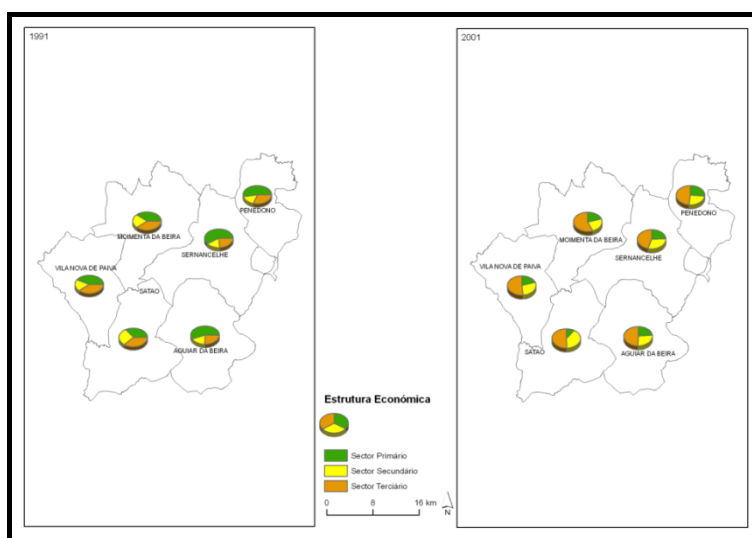 1991
PENEDONO
MOIMENTA DA BEIRA
SERNANCELHE
VILA NOVA DE PAIVA
SATAO
AGUIAR DA BEIRA
2001
PENEDONO
MOIMENTA DA BEIRA
SERNANCELHE
VILA NOVA DE PAIVA
SATAO
AGUIAR DA BEIRA
Estrutura Económica
Sector Primário
Sector Secundário
Sector Terciário
0 8 16 km
N